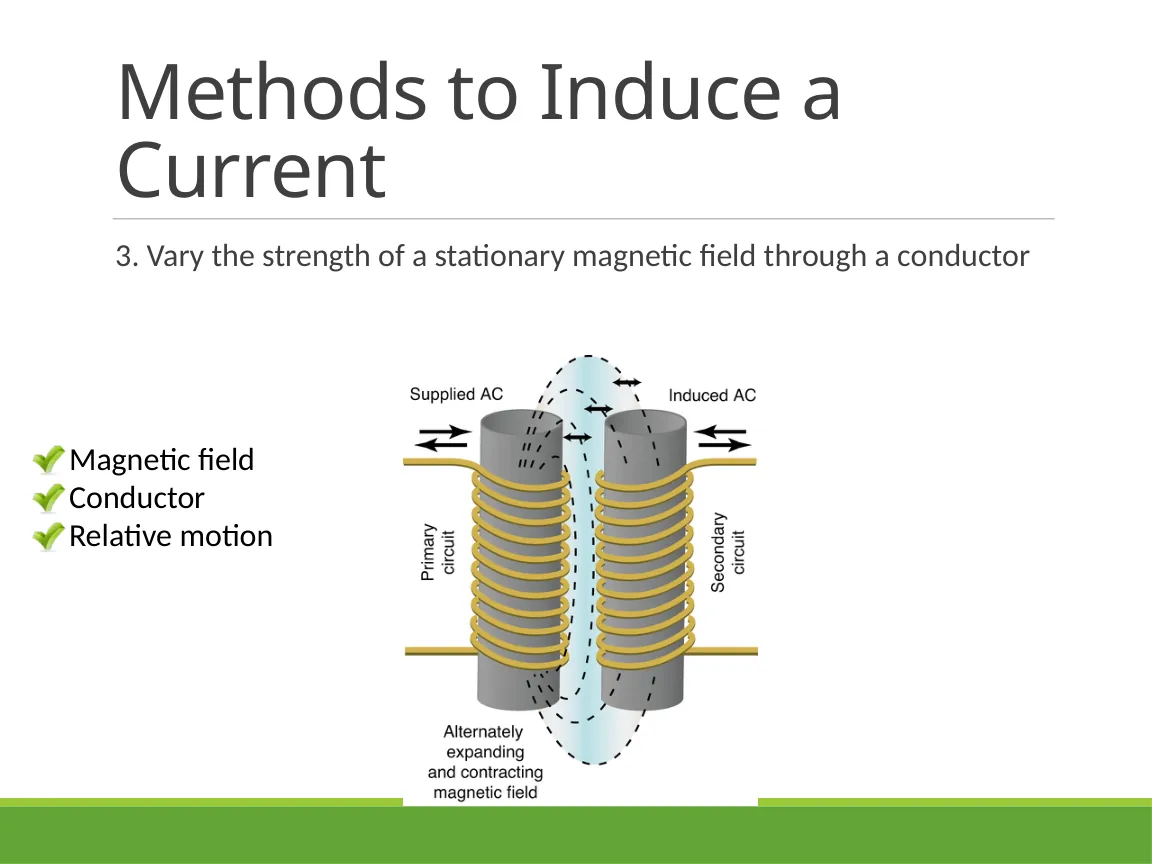 Methods to Induce a
Current
3. Vary the strength of a stationary magnetic field through a conductor
Supplied AC
Induced AC
Magnetic field
Conductor
Relative motion
Primary
circuit
Secondary
circuit
Alternately
expanding
and contracting
magnetic field